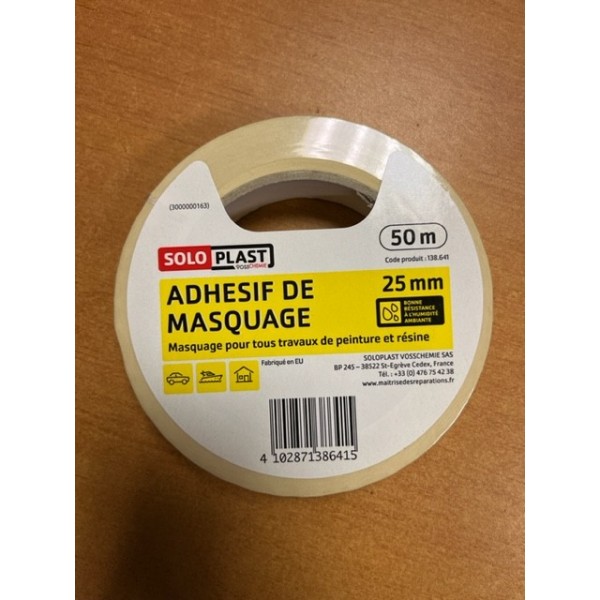 (3000000163)
50 m
Code produit : 138.641
SOLO PLAST
VOSSCHEMIE
ADHESIF DE
MASQUAGE
25 mm
BONNE
RÉSISTANCE
À L'HUMIDITÉ
AMBIANTE
Masquage pour tous travaux de peinture et résine
Fabriqué en EU
SOLOPLAST VOSSCHEMIE SAS
BP 245 – 38522 St-Egrève Cedex, France
Tél. : +33 (0) 476 75 42 38
www.maitrisedesreparations.fr
4 102871386415